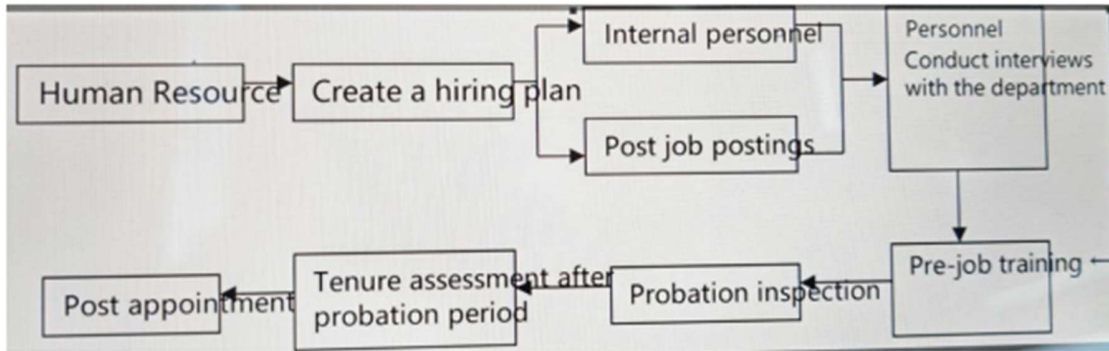 Human Resource
Create a hiring plan
Internal personnel
Post job postings
Personnel
Conduct interviews
with the department
Pre-job training ←
Probation inspection
Tenure assessment after
probation period
Post appointment